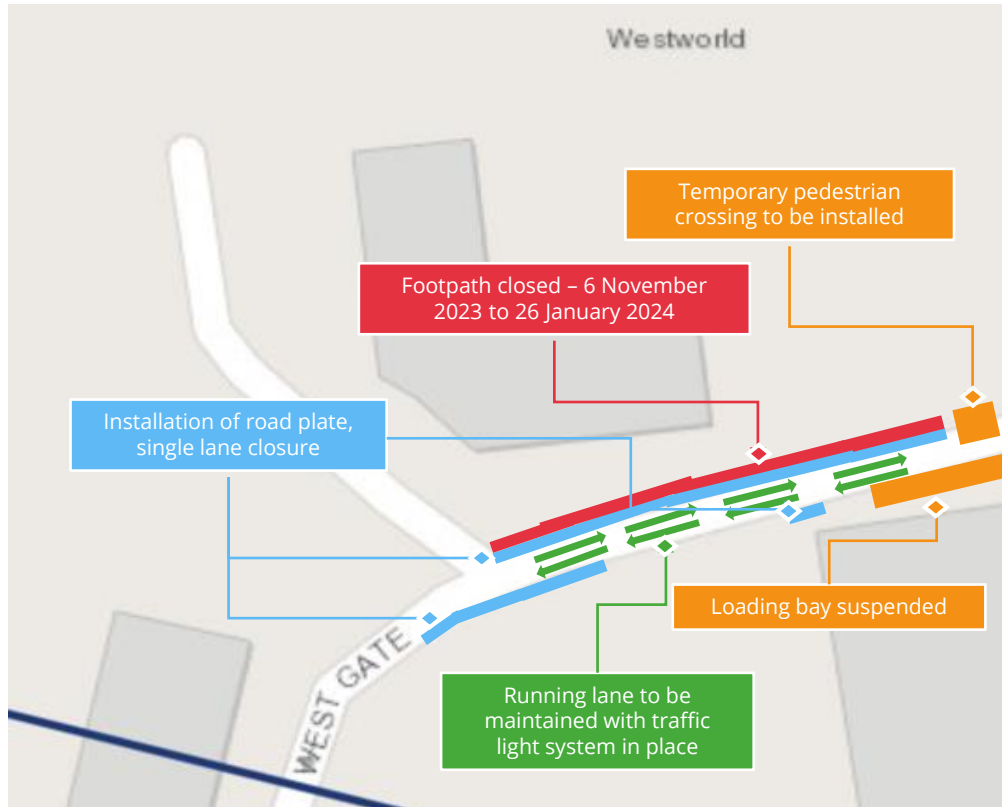 Westworld
Temporary pedestrian
crossing to be installed
Footpath closed – 6 November
2023 to 26 January 2024
Installation of road plate,
single lane closure
Loading bay suspended
WEST GATE
Running lane to be
maintained with traffic
light system in place